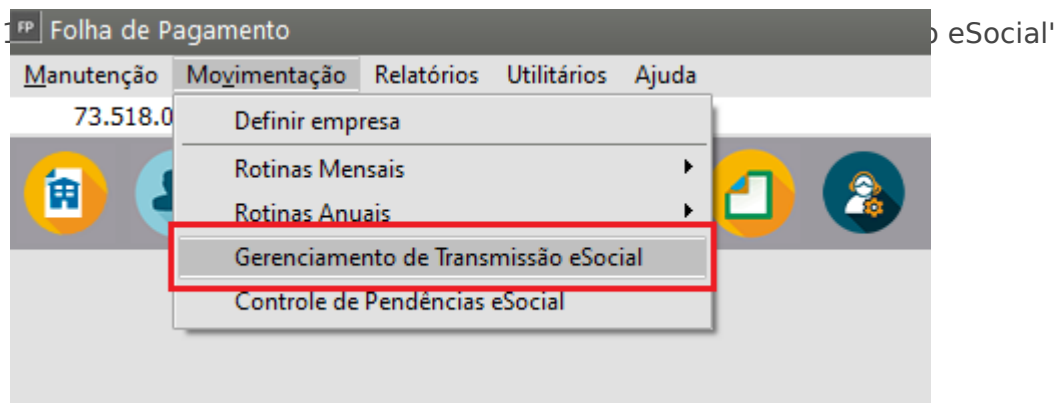 FP Folha de Pagamento
eSocial'
Manutenção Movimentação Relatórios Utilitários Ajuda
73.518.0
Definir empresa
Rotinas Mensais
Rotinas Anuais
Gerenciamento de Transmissão eSocial
Controle de Pendências eSocial